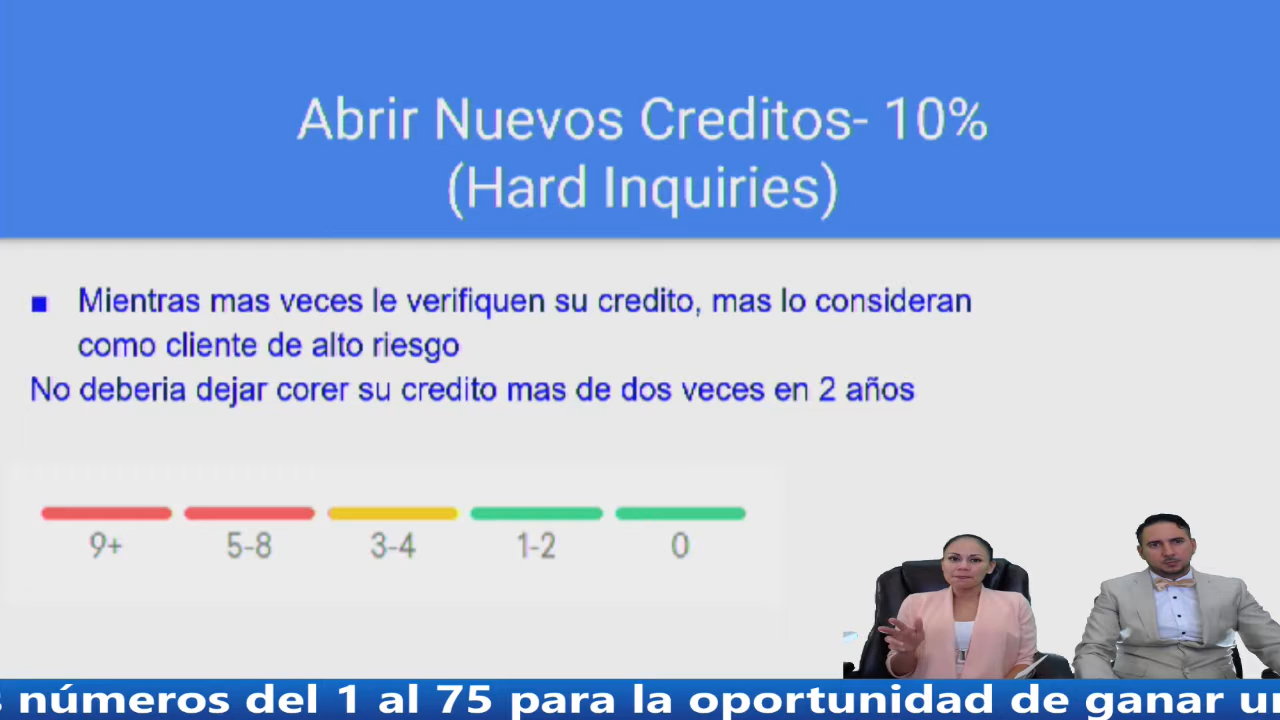 Abrir Nuevos Creditos- 10%
(Hard Inquiries)
▪ Mientras mas veces le verifiquen su credito, mas lo consideran
como cliente de alto riesgo
No deberia dejar corer su credito mas de dos veces en 2 años
9+ 5-8 3-4 1-2 0
números del 1 al 75 para la oportunidad de ganar